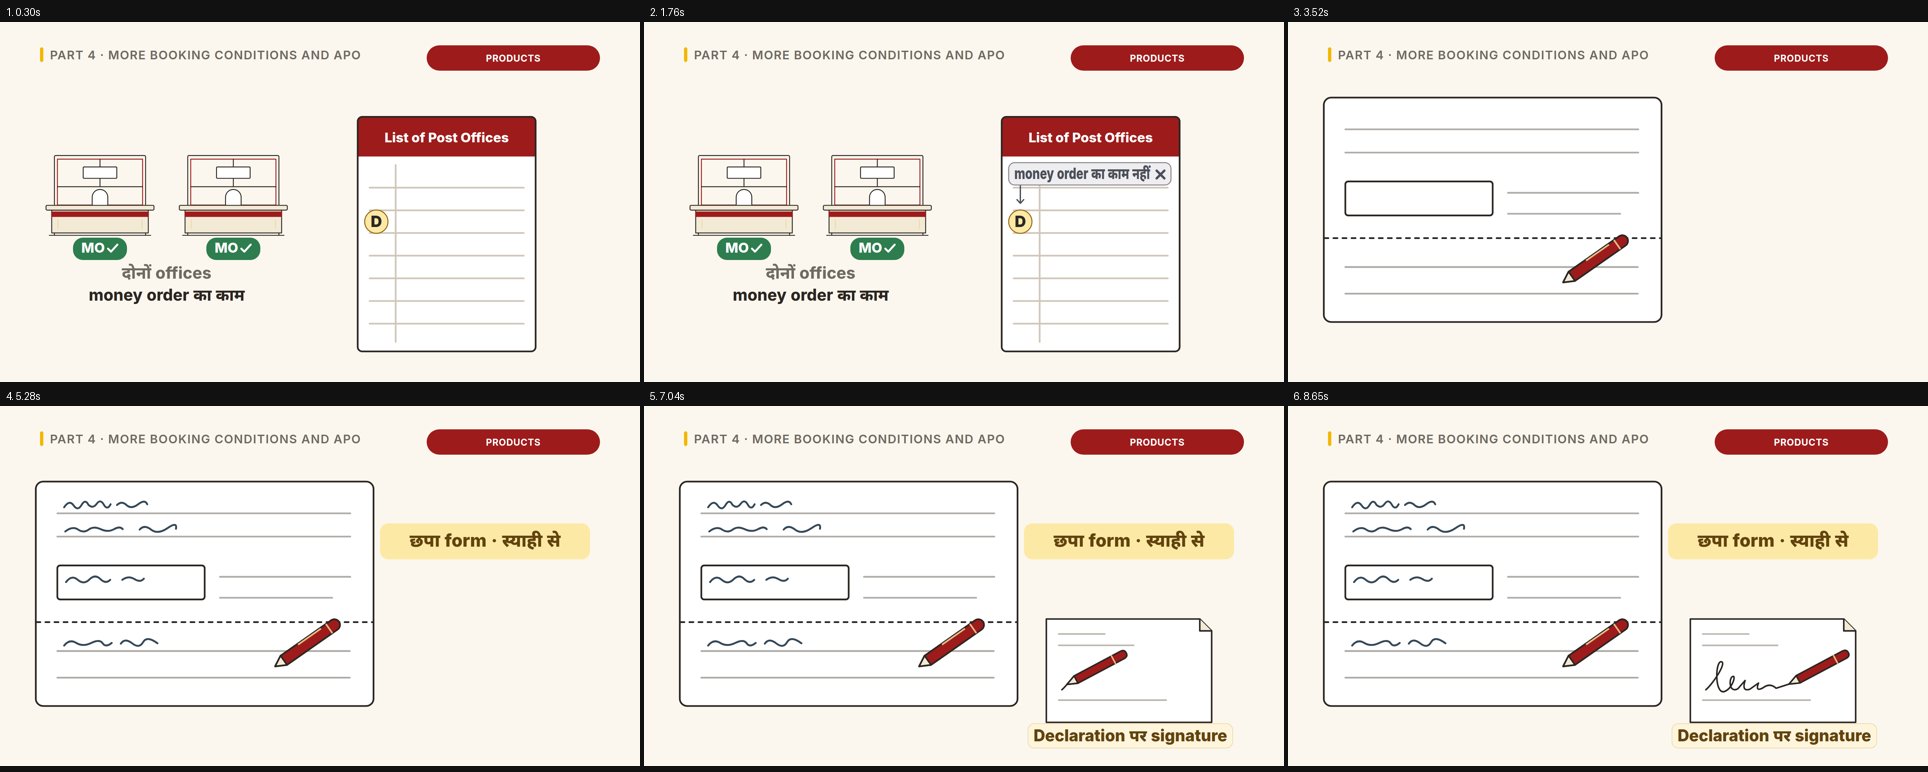 1. 0.30s
PART 4 · MORE BOOKING CONDITIONS AND APO
PRODUCTS
List of Post Offices
D
MO✓
MO✓
दोनों offices
money order का काम
2. 1.76s
PART 4 · MORE BOOKING CONDITIONS AND APO
PRODUCTS
List of Post Offices
money order का काम नहीं ✕
D
MO✓
MO✓
दोनों offices
money order का काम
3. 3.52s
PART 4 · MORE BOOKING CONDITIONS AND APO
PRODUCTS
4. 5.28s
PART 4 · MORE BOOKING CONDITIONS AND APO
PRODUCTS
छपा form · स्याही से
5. 7.04s
PART 4 · MORE BOOKING CONDITIONS AND APO
PRODUCTS
छपा form · स्याही से
Declaration पर signature
6. 8.65s
PART 4 · MORE BOOKING CONDITIONS AND APO
PRODUCTS
छपा form · स्याही से
Declaration पर signature